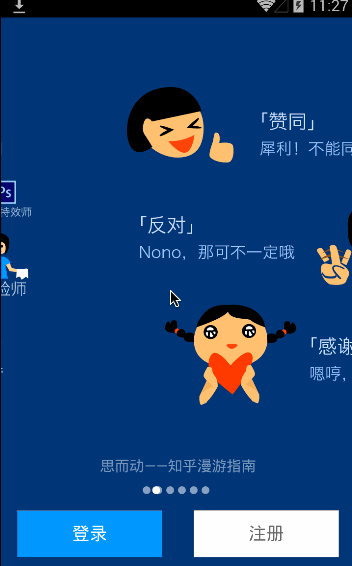 11:27
「赞同」
犀利！不能同
Ps
特效师
「反对」
Nono，那可不一定哦
验师
「感谢
嗯哼，
思而动——知乎漫游指南
登录
注册